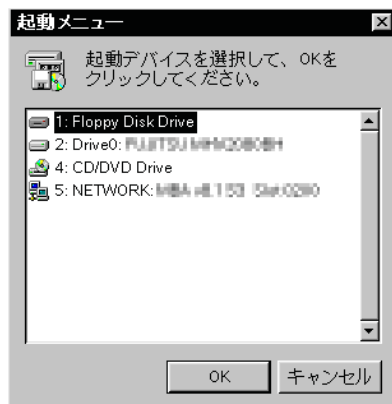 起動メニュー
起動デバイスを選択して、OKを
クリックしてください。
1: Floppy Disk Drive
2: Drive0:
4: CD/DVD Drive
5: NETWORK:
OK
キャンセル